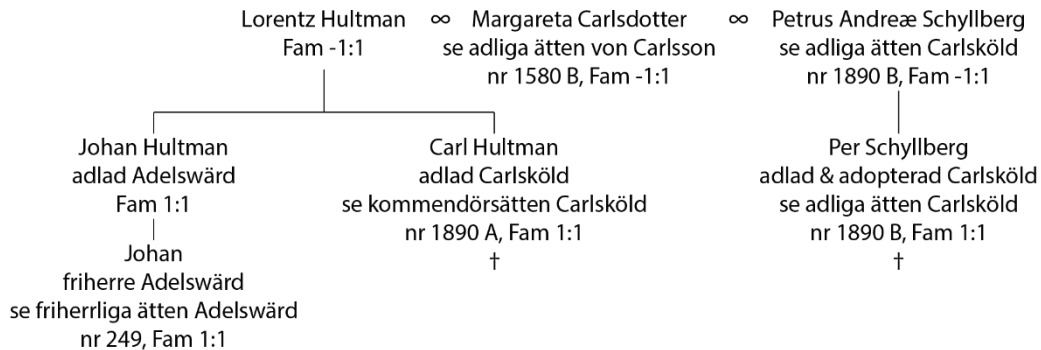 Lorentz Hultman ∞ Margareta Carlsdotter ∞ Petrus Andreæ Schyllberg
Fam -1:1 se adliga ätten von Carlsson se adliga ätten Carlsköld
nr 1580 B, Fam -1:1 nr 1890 B, Fam -1:1
Johan Hultman Carl Hultman Per Schyllberg
adlad Adelswärd adlad Carlsköld adlad & adopterad Carlsköld
Fam 1:1 se kommendörsätten Carlsköld se adliga ätten Carlsköld
nr 1890 A, Fam 1:1 nr 1890 B, Fam 1:1
Johan † †
friherre Adelswärd
se friherrliga ätten Adelswärd
nr 249, Fam 1:1